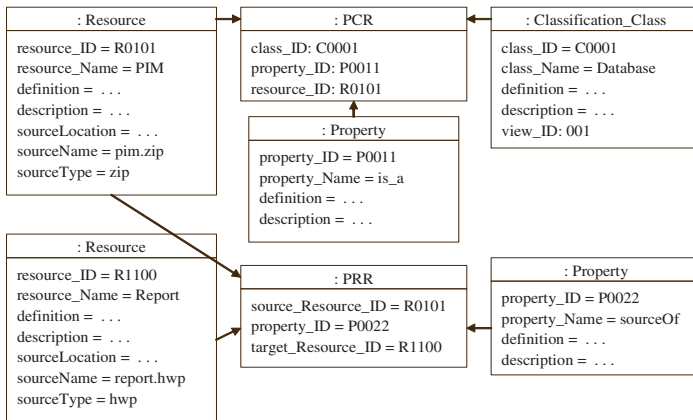 : Resource
resource_ID = R0101
resource_Name = PIM
definition = . . .
description = . . .
sourceLocation = . . .
sourceName = pim.zip
sourceType = zip
: PCR
class_ID: C0001
property_ID: P0011
resource_ID: R0101
: Classification_Class
class_ID = C0001
class_Name = Database
definition = . . .
description = . . .
view_ID: 001
: Property
property_ID = P0011
property_Name = is_a
definition = . . .
description = . . .
: Resource
resource_ID = R1100
resource_Name = Report
definition = . . .
description = . . .
sourceLocation = . . .
sourceName = report.hwp
sourceType = hwp
: PRR
source_Resource_ID = R0101
property_ID = P0022
target_Resource_ID = R1100
: Property
property_ID = P0022
property_Name = sourceOf
definition = . . .
description = . . .